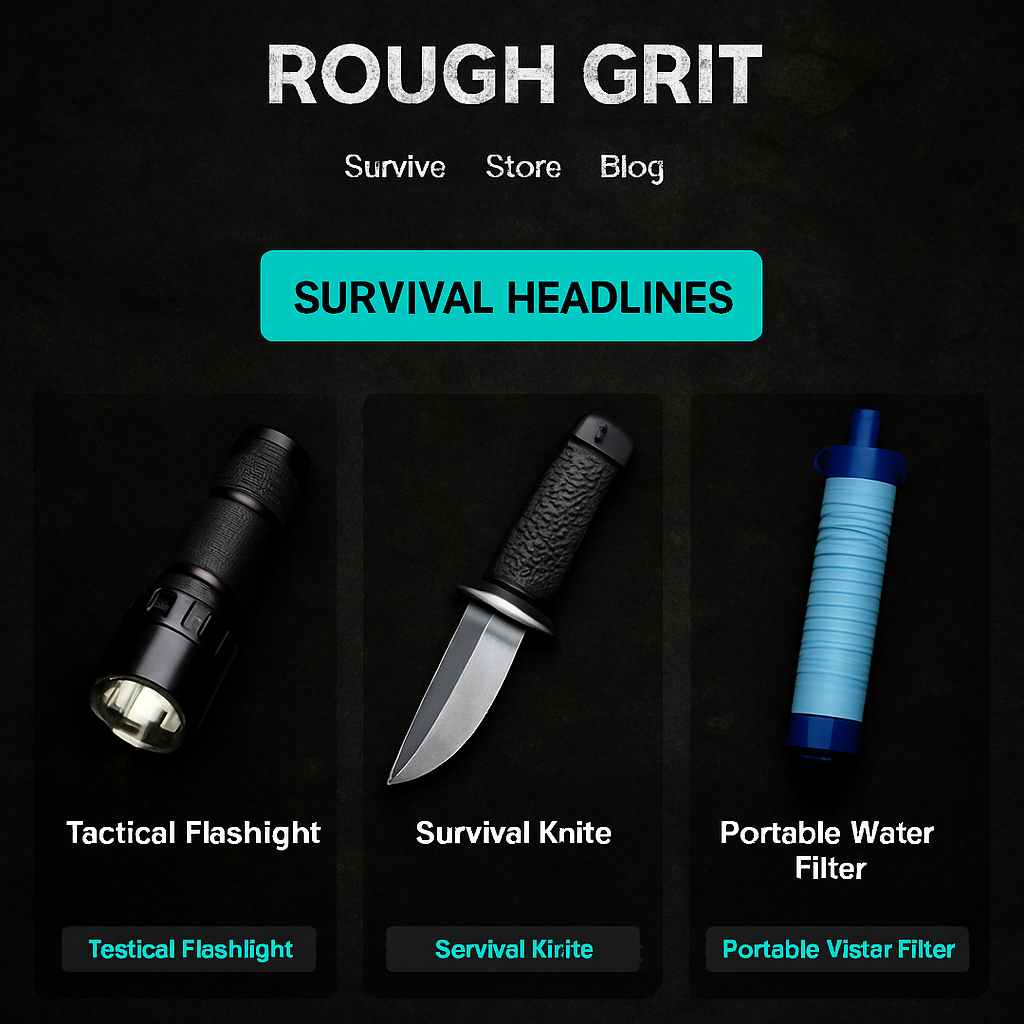 ROUGH GRIT
Survive Store Blog
SURVIVAL HEADLINES
Tactical Flashight
Survival Knite
Portable Water
Filter
Testical Flashlight
Servival Kinite
Portable Vistar Filter